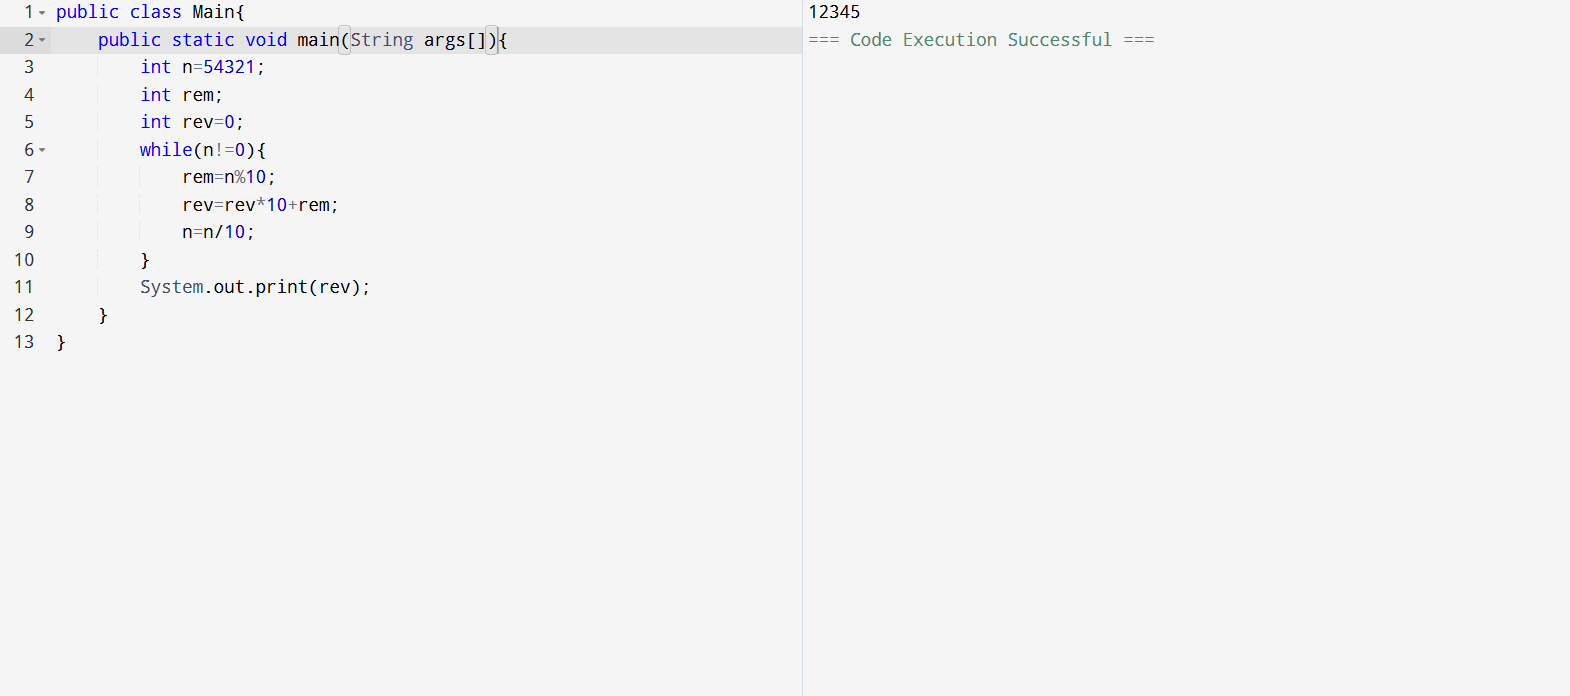 1 public class Main{
2     public static void main(String args[]){
3         int n=54321;
4         int rem;
5         int rev=0;
6         while(n!=0){
7             rem=n%10;
8             rev=rev*10+rem;
9             n=n/10;
10         }
11         System.out.print(rev);
12     }
13 }
12345
=== Code Execution Successful ===